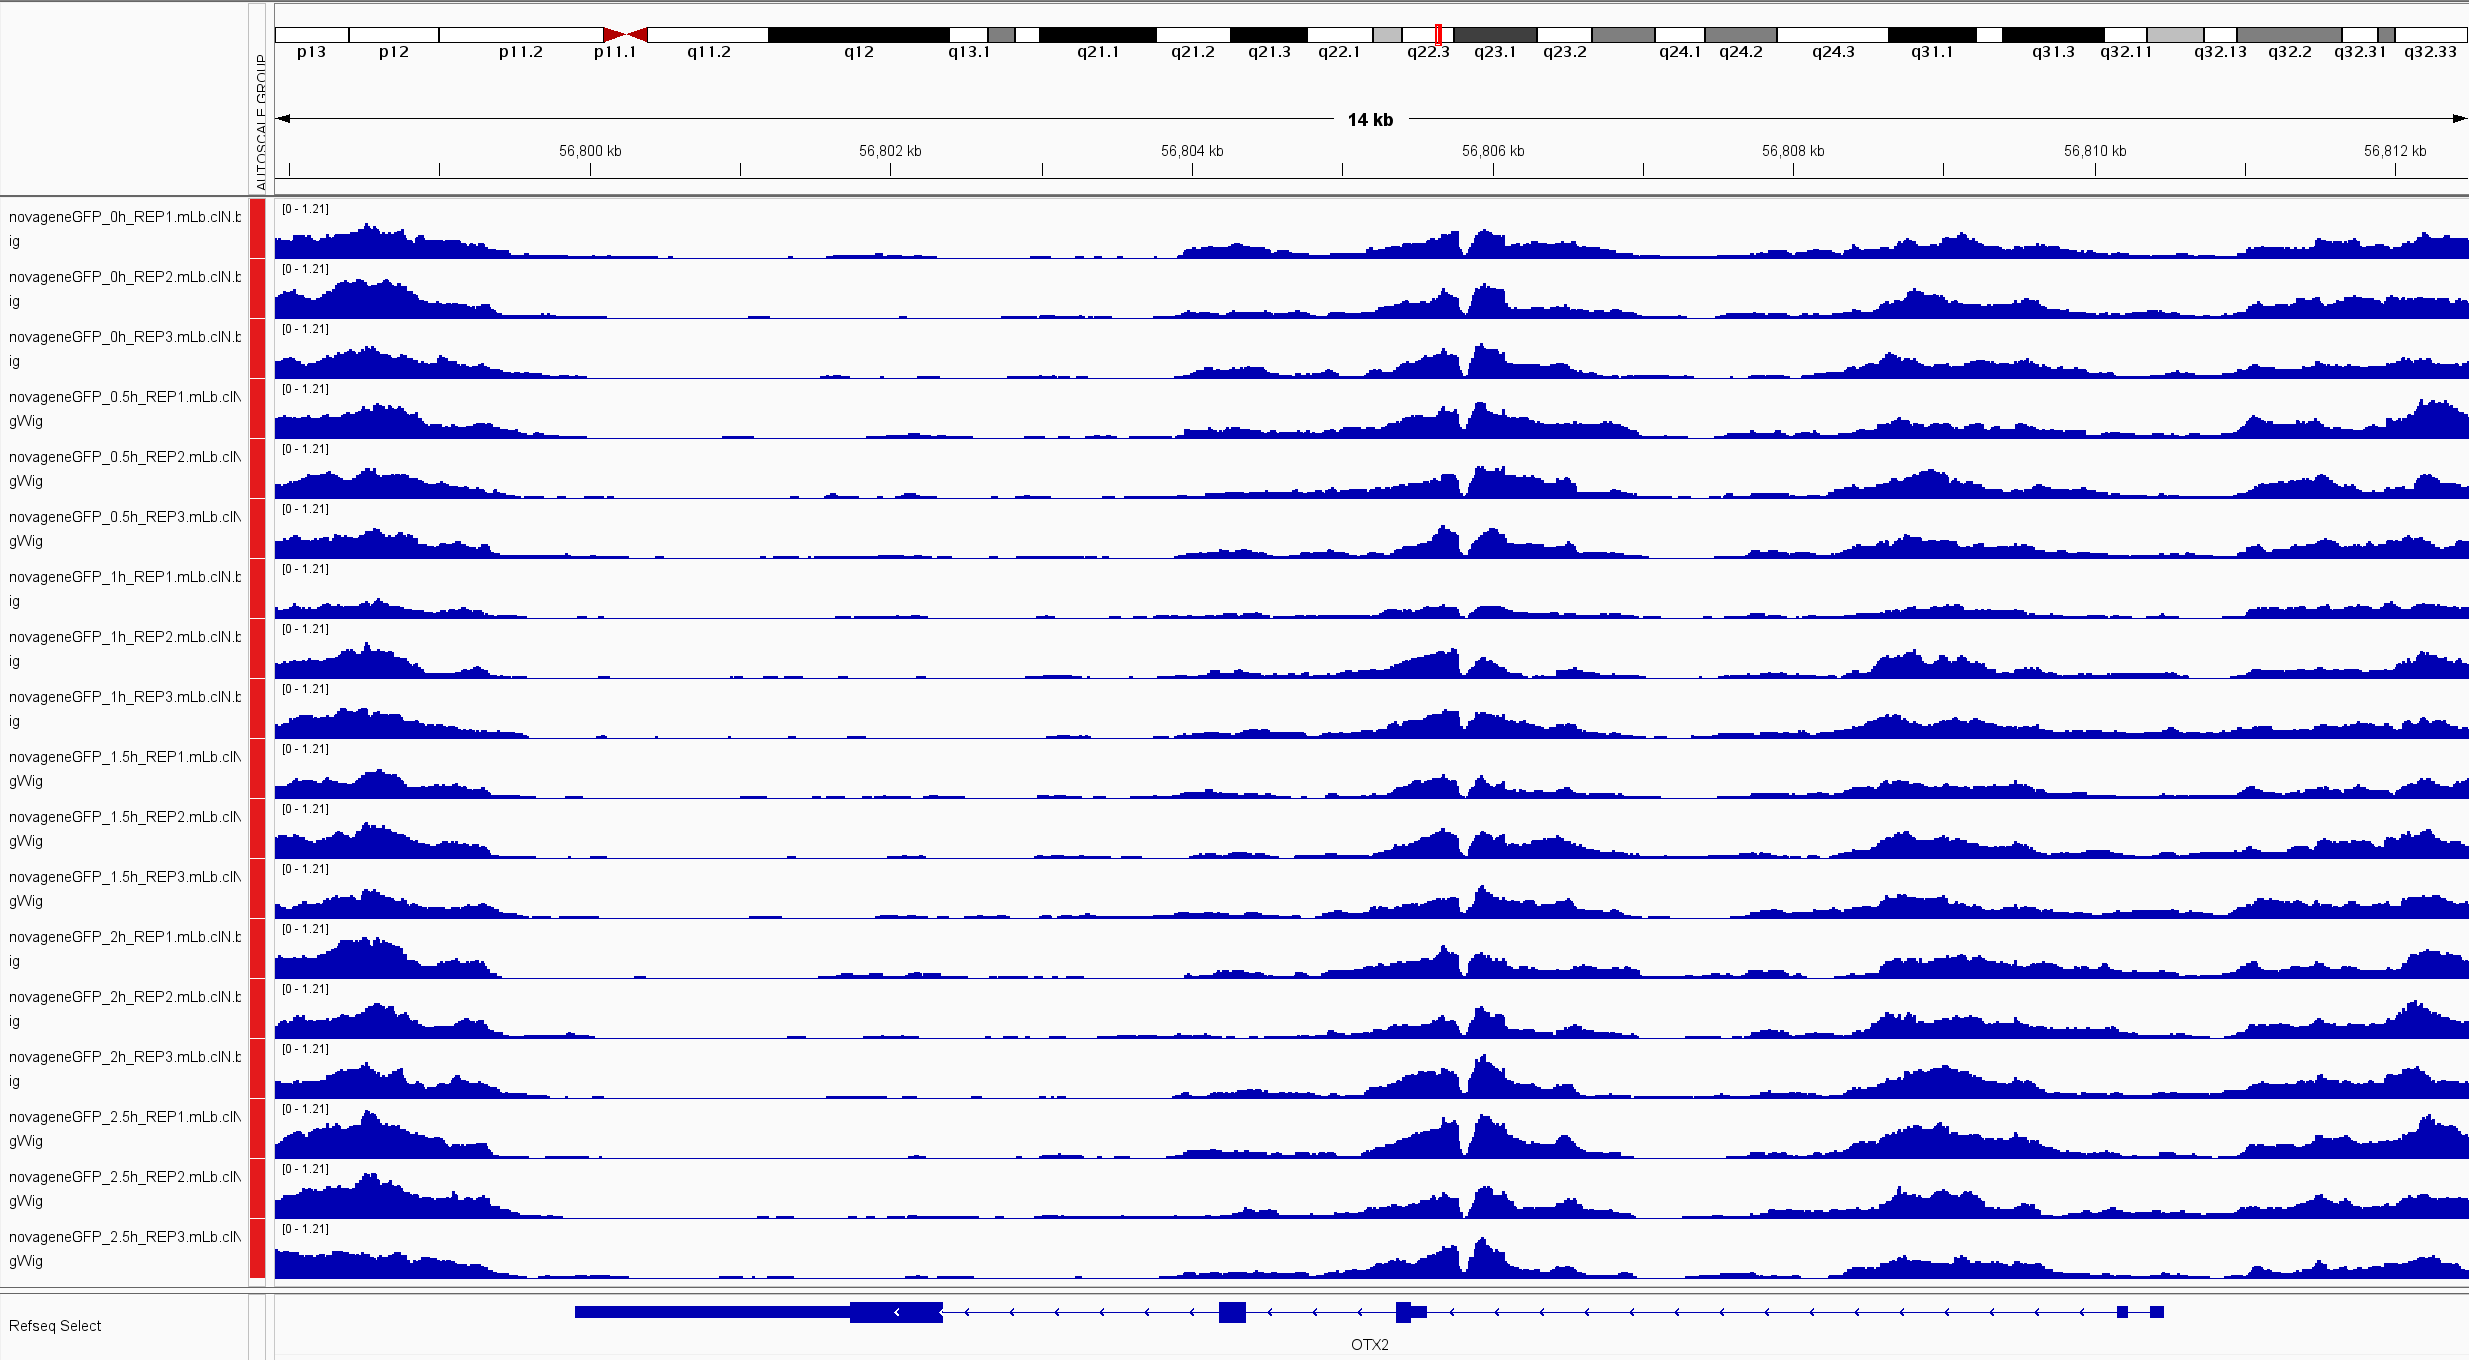 p13 p12 p11.2 p11.1 q11.2 q12 q13.1 q21.1 q21.2 q21.3 q22.1 q22.3 q23.1 q23.2 q24.1 q24.2 q24.3 q31.1 q31.3 q32.11 q32.13 q32.2 q32.31 q32.33
AUTOSCALE GROUP
14 kb
56,800 kb 56,802 kb 56,804 kb 56,806 kb 56,808 kb 56,810 kb 56,812 kb
novageneGFP_0h_REP1.mLb.clN.b
ig
[0 - 1.21]
novageneGFP_0h_REP2.mLb.clN.b
ig
[0 - 1.21]
novageneGFP_0h_REP3.mLb.clN.b
ig
[0 - 1.21]
novageneGFP_0.5h_REP1.mLb.clN
gWig
[0 - 1.21]
novageneGFP_0.5h_REP2.mLb.clN
gWig
[0 - 1.21]
novageneGFP_0.5h_REP3.mLb.clN
gWig
[0 - 1.21]
novageneGFP_1h_REP1.mLb.clN.b
ig
[0 - 1.21]
novageneGFP_1h_REP2.mLb.clN.b
ig
[0 - 1.21]
novageneGFP_1h_REP3.mLb.clN.b
ig
[0 - 1.21]
novageneGFP_1.5h_REP1.mLb.clN
gWig
[0 - 1.21]
novageneGFP_1.5h_REP2.mLb.clN
gWig
[0 - 1.21]
novageneGFP_1.5h_REP3.mLb.clN
gWig
[0 - 1.21]
novageneGFP_2h_REP1.mLb.clN.b
ig
[0 - 1.21]
novageneGFP_2h_REP2.mLb.clN.b
ig
[0 - 1.21]
novageneGFP_2h_REP3.mLb.clN.b
ig
[0 - 1.21]
novageneGFP_2.5h_REP1.mLb.clN
gWig
[0 - 1.21]
novageneGFP_2.5h_REP2.mLb.clN
gWig
[0 - 1.21]
novageneGFP_2.5h_REP3.mLb.clN
gWig
[0 - 1.21]
Refseq Select
OTX2